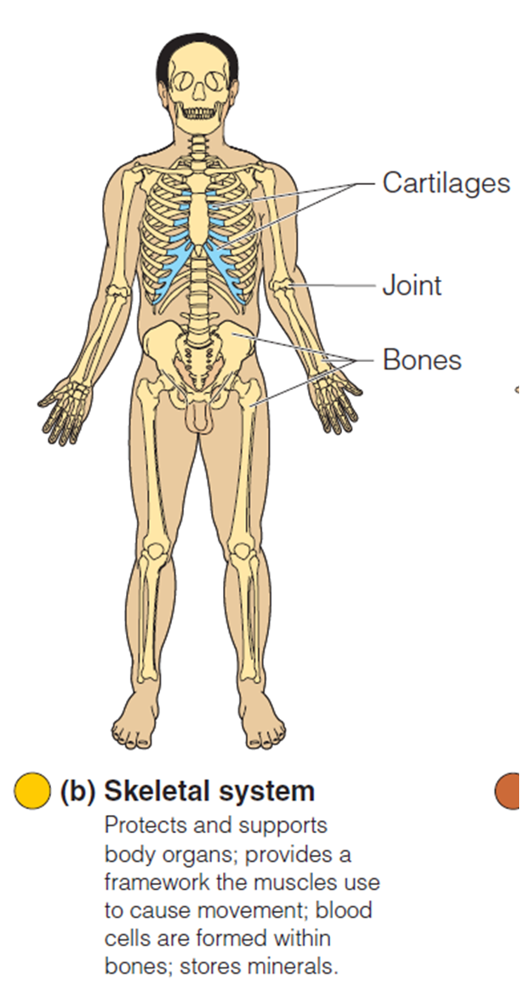 Cartilages
Joint
Bones
(b) Skeletal system
Protects and supports
body organs; provides a
framework the muscles use
to cause movement; blood
cells are formed within
bones; stores minerals.